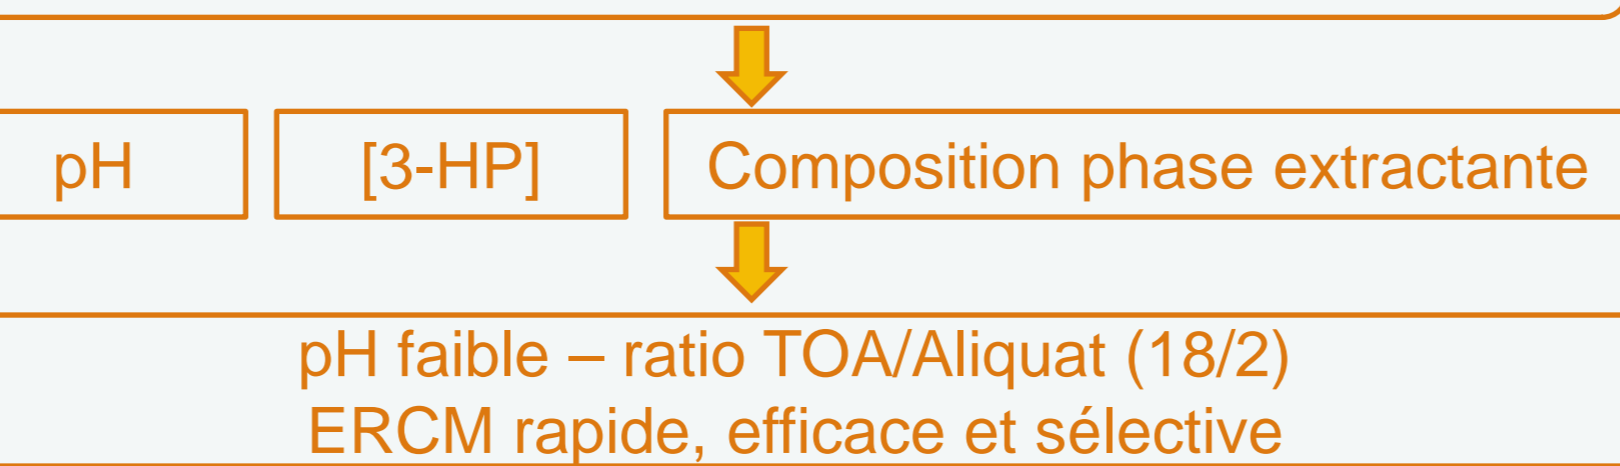 pH
[3-HP]
Composition phase extractante
pH faible – ratio TOA/Aliquat (18/2)
ERCM rapide, efficace et sélective